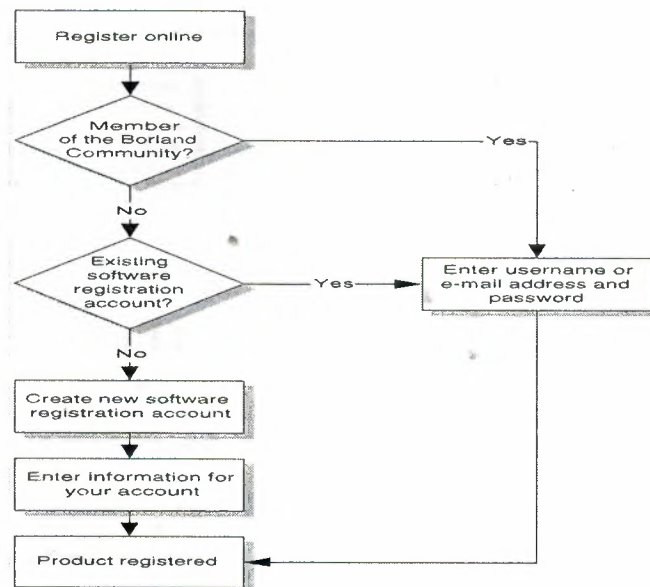 Register online
Member
of the Borland
Community?
Yes
No
Existing
software
registration
account?
Yes
Enter username or
e-mail address and
password
No
Create new software
registration account
Enter information for
your account
Product registered